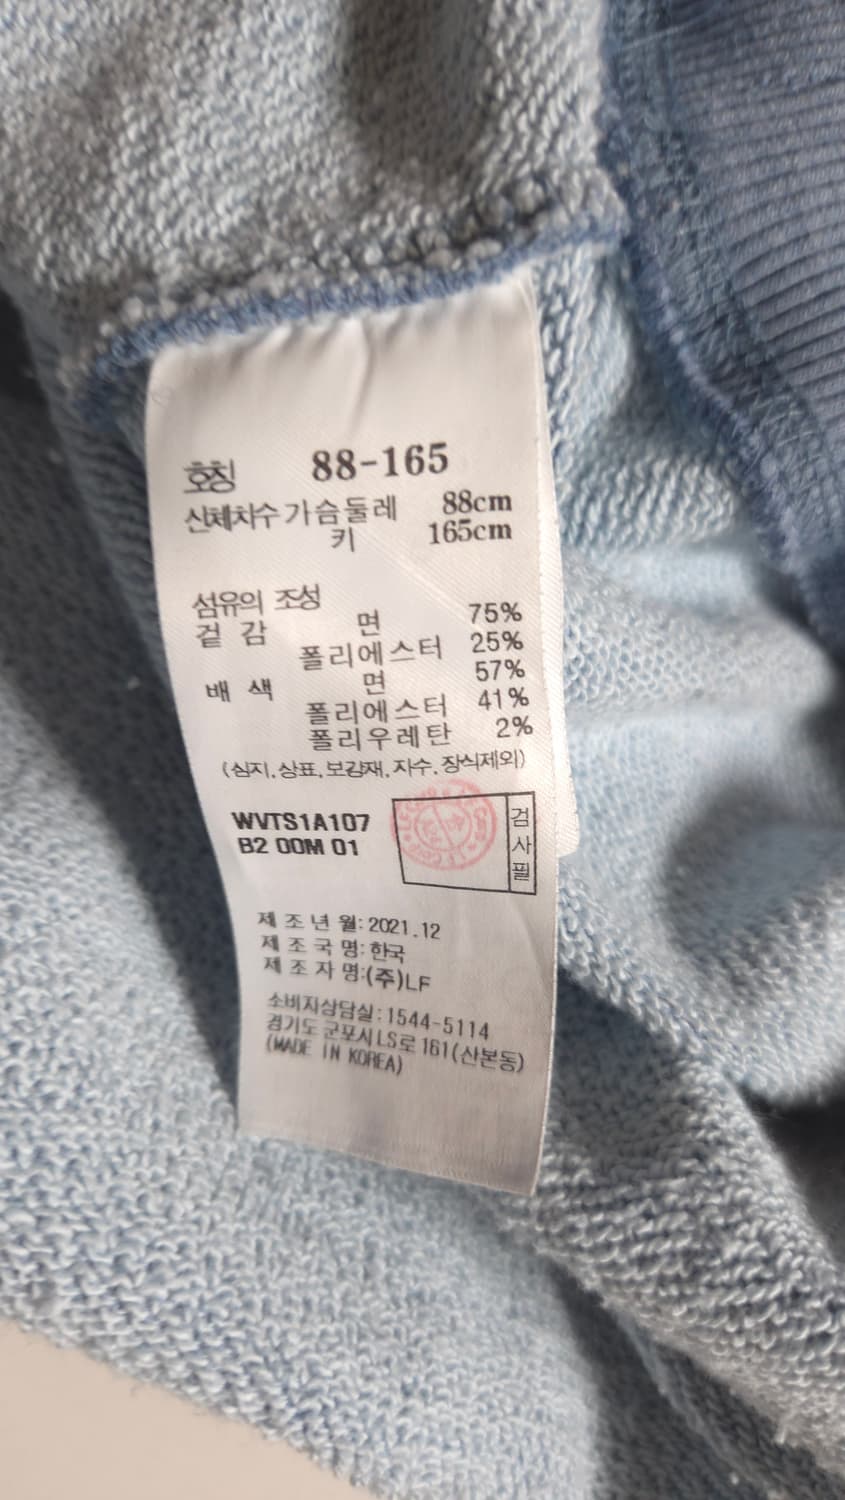 호칭 88-165
신체치수 가슴둘레 88cm
키 165cm
섬유의 조성
겉 감 면 75%
폴리에스터 25%
배 색 면 57%
폴리에스터 41%
폴리우레탄 2%
(심지,상표,보강재,자수,장식제외)
WVTS1A107
B2 00M 01
검사필
제 조 년 월:2021.12
제 조 국 명:한국
제 조 자 명:(주)LF
소비자상담실:1544-5114
경기도 군포시 LS로 161(산본동)
(MADE IN KOREA)